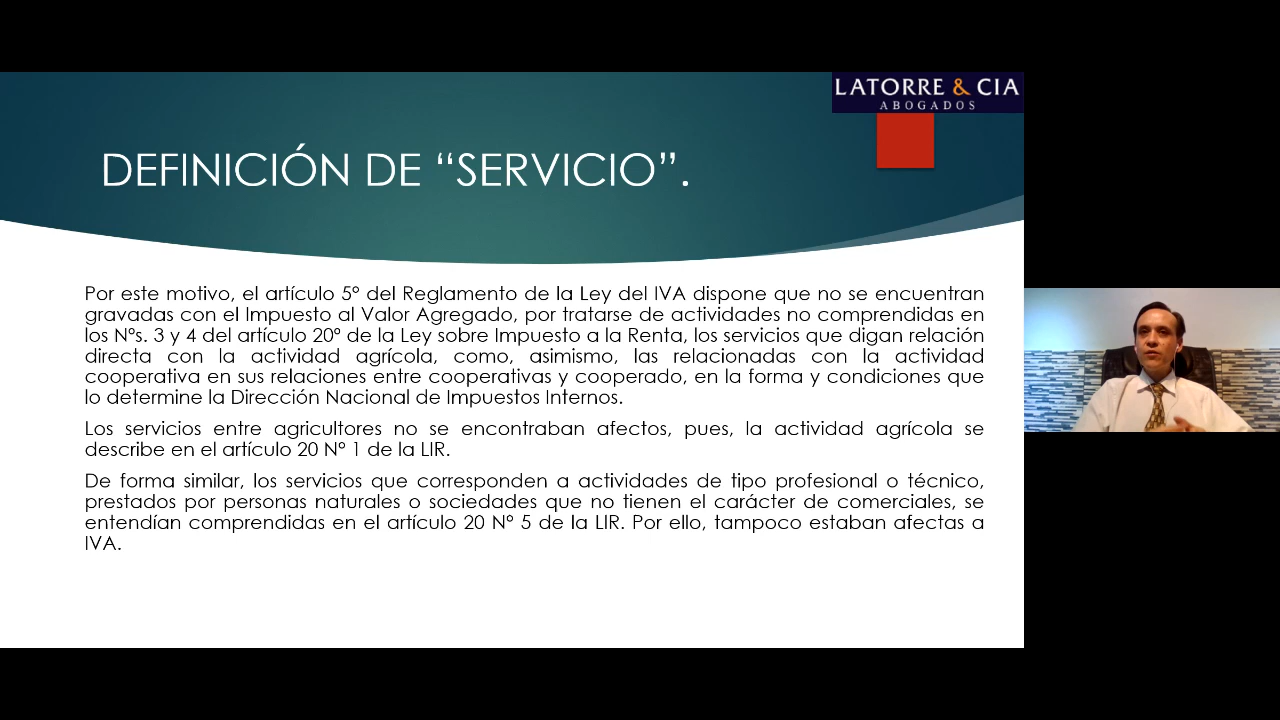 LATORRE & CIA
ABOGADOS
DEFINICIÓN DE “SERVICIO”.
Por este motivo, el artículo 5° del Reglamento de la Ley del IVA dispone que no se encuentran
gravadas con el Impuesto al Valor Agregado, por tratarse de actividades no comprendidas en
los N°s. 3 y 4 del artículo 20° de la Ley sobre Impuesto a la Renta, los servicios que digan relación
directa con la actividad agrícola, como, asimismo, las relacionadas con la actividad
cooperativa en sus relaciones entre cooperativas y cooperado, en la forma y condiciones que
lo determine la Dirección Nacional de Impuestos Internos.
Los servicios entre agricultores no se encontraban afectos, pues, la actividad agrícola se
describe en el artículo 20 N° 1 de la LIR.
De forma similar, los servicios que corresponden a actividades de tipo profesional o técnico,
prestados por personas naturales o sociedades que no tienen el carácter de comerciales, se
entendían comprendidas en el artículo 20 N° 5 de la LIR. Por ello, tampoco estaban afectas a
IVA.